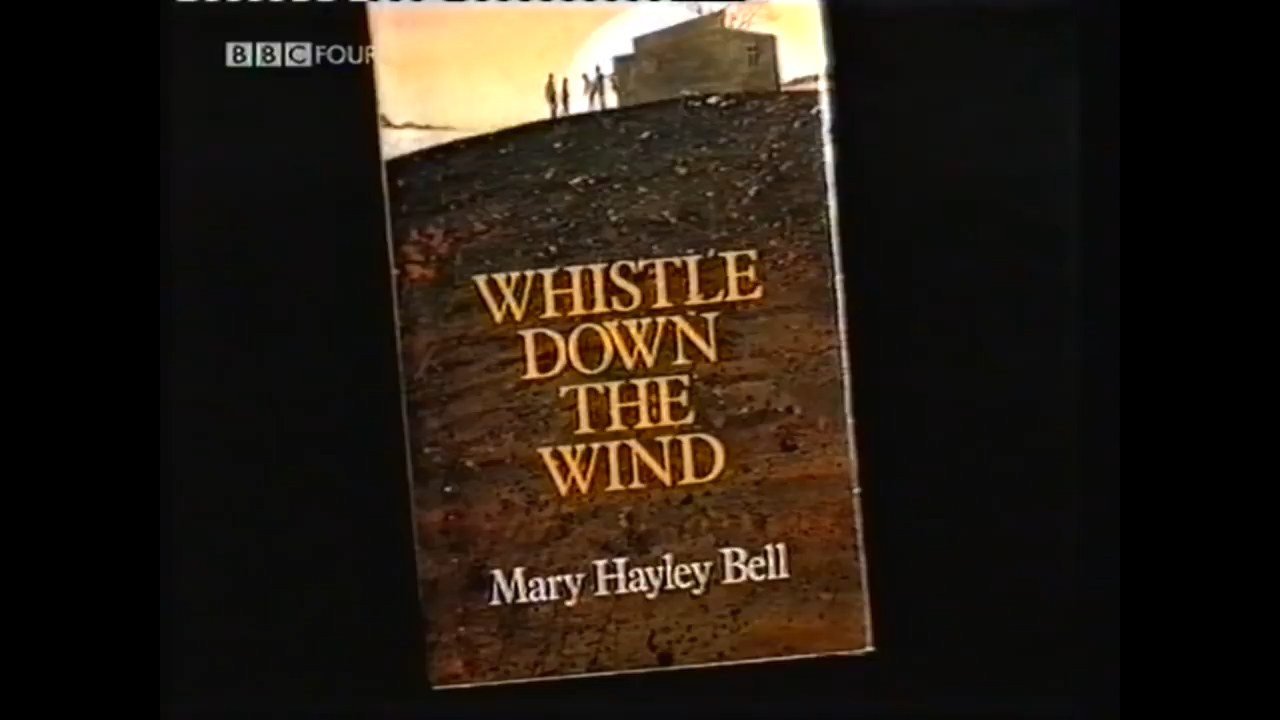 BBC FOUR
WHISTLE
DOWN
THE
WIND
Mary Hayley Bell